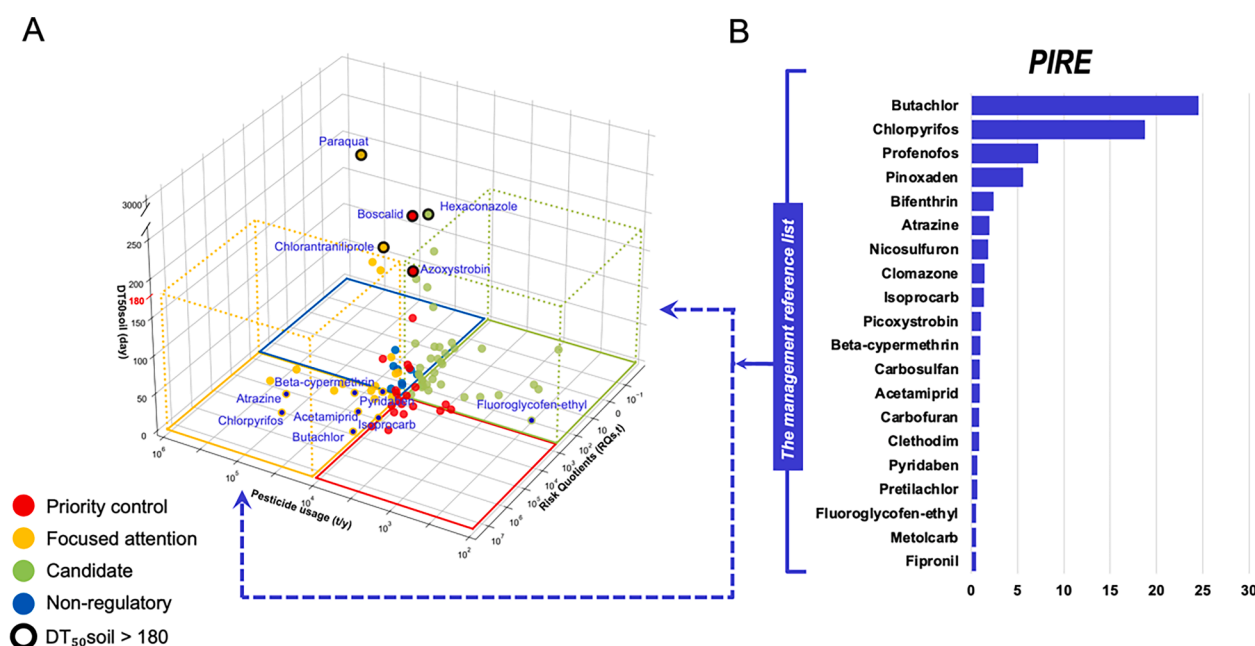 A
B
PIRE
Paraquat
Boscalid
Hexaconazole
Chlorantraniliprole
Azoxystrobin
Beta-cypermethrin
Atrazine
Pyridaben
Chlorpyrifos
Acetamiprid
Isoprocarb
Butachlor
Fluoroglycofen-ethyl
3000
250
200
180
150
100
50
0
DT50soil (day)
10⁶
10⁵
10⁴
10³
10²
Pesticide usage (t/y)
10⁷
10⁶
10⁵
10⁴
10³
10²
10
0
10⁻¹
Risk Quotients (RQs,t)
Priority control
Focused attention
Candidate
Non-regulatory
DT₅₀soil > 180
The management reference list
Butachlor
Chlorpyrifos
Profenofos
Pinoxaden
Bifenthrin
Atrazine
Nicosulfuron
Clomazone
Isoprocarb
Picoxystrobin
Beta-cypermethrin
Carbosulfan
Acetamiprid
Carbofuran
Clethodim
Pyridaben
Pretilachlor
Fluoroglycofen-ethyl
Metolcarb
Fipronil
0 5 10 15 20 25 30